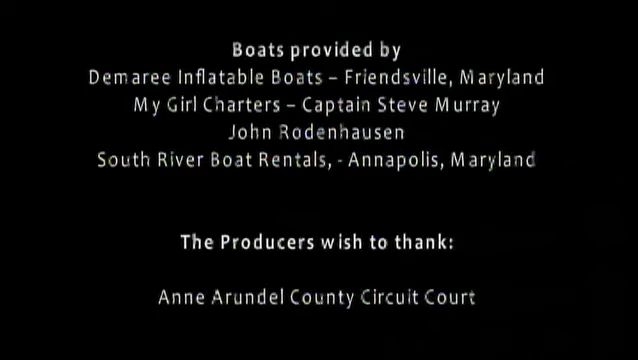 Boats provided by
Demaree Inflatable Boats – Friendsville, Maryland
My Girl Charters – Captain Steve Murray
John Rodenhausen
South River Boat Rentals, - Annapolis, Maryland
The Producers wish to thank:
Anne Arundel County Circuit Court